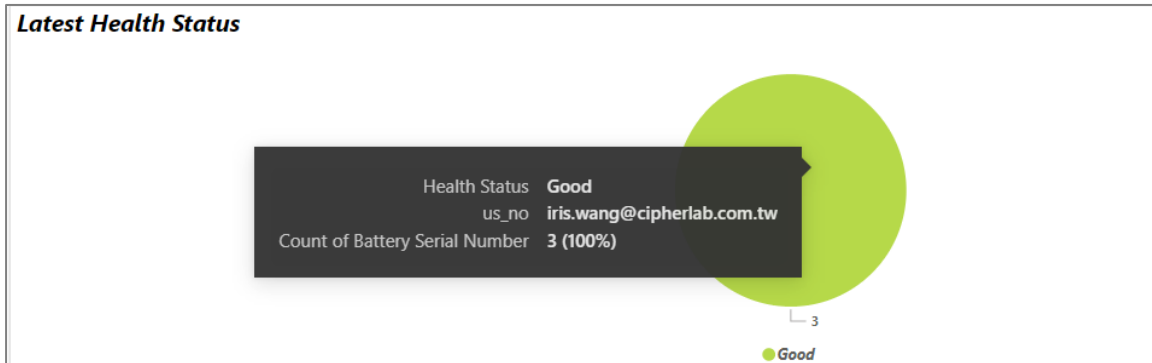 Latest Health Status
Health Status Good
us_no iris.wang@cipherlab.com.tw
Count of Battery Serial Number 3 (100%)
3
Good